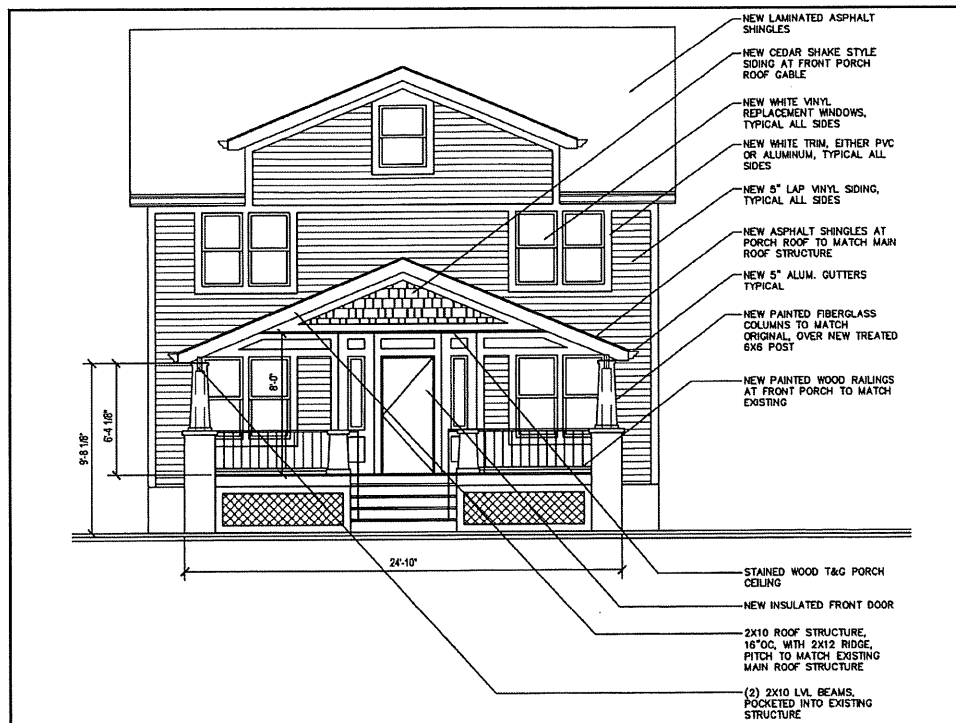 NEW LAMINATED ASPHALT
SHINGLES
NEW CEDAR SHAKE STYLE
SIDING AT FRONT PORCH
ROOF GABLE
NEW WHITE VINYL
REPLACEMENT WINDOWS,
TYPICAL ALL SIDES
NEW WHITE TRIM, EITHER PVC
OR ALUMINUM, TYPICAL ALL
SIDES
NEW 5" LAP VINYL SIDING,
TYPICAL ALL SIDES
NEW ASPHALT SHINGLES AT
PORCH ROOF TO MATCH MAIN
ROOF STRUCTURE
NEW 5" ALUM. GUTTERS
TYPICAL
NEW PAINTED FIBERGLASS
COLUMNS TO MATCH
ORIGINAL, OVER NEW TREATED
6X6 POST
NEW PAINTED WOOD RAILINGS
AT FRONT PORCH TO MATCH
EXISTING
9'-8 1/8"
6'-4 1/8"
8'-0"
24'-10"
STAINED WOOD T&G PORCH
CEILING
NEW INSULATED FRONT DOOR
2X10 ROOF STRUCTURE,
16"OC, WITH 2X12 RIDGE,
PITCH TO MATCH EXISTING
MAIN ROOF STRUCTURE
(2) 2X10 LVL BEAMS,
POCKETED INTO EXISTING
STRUCTURE